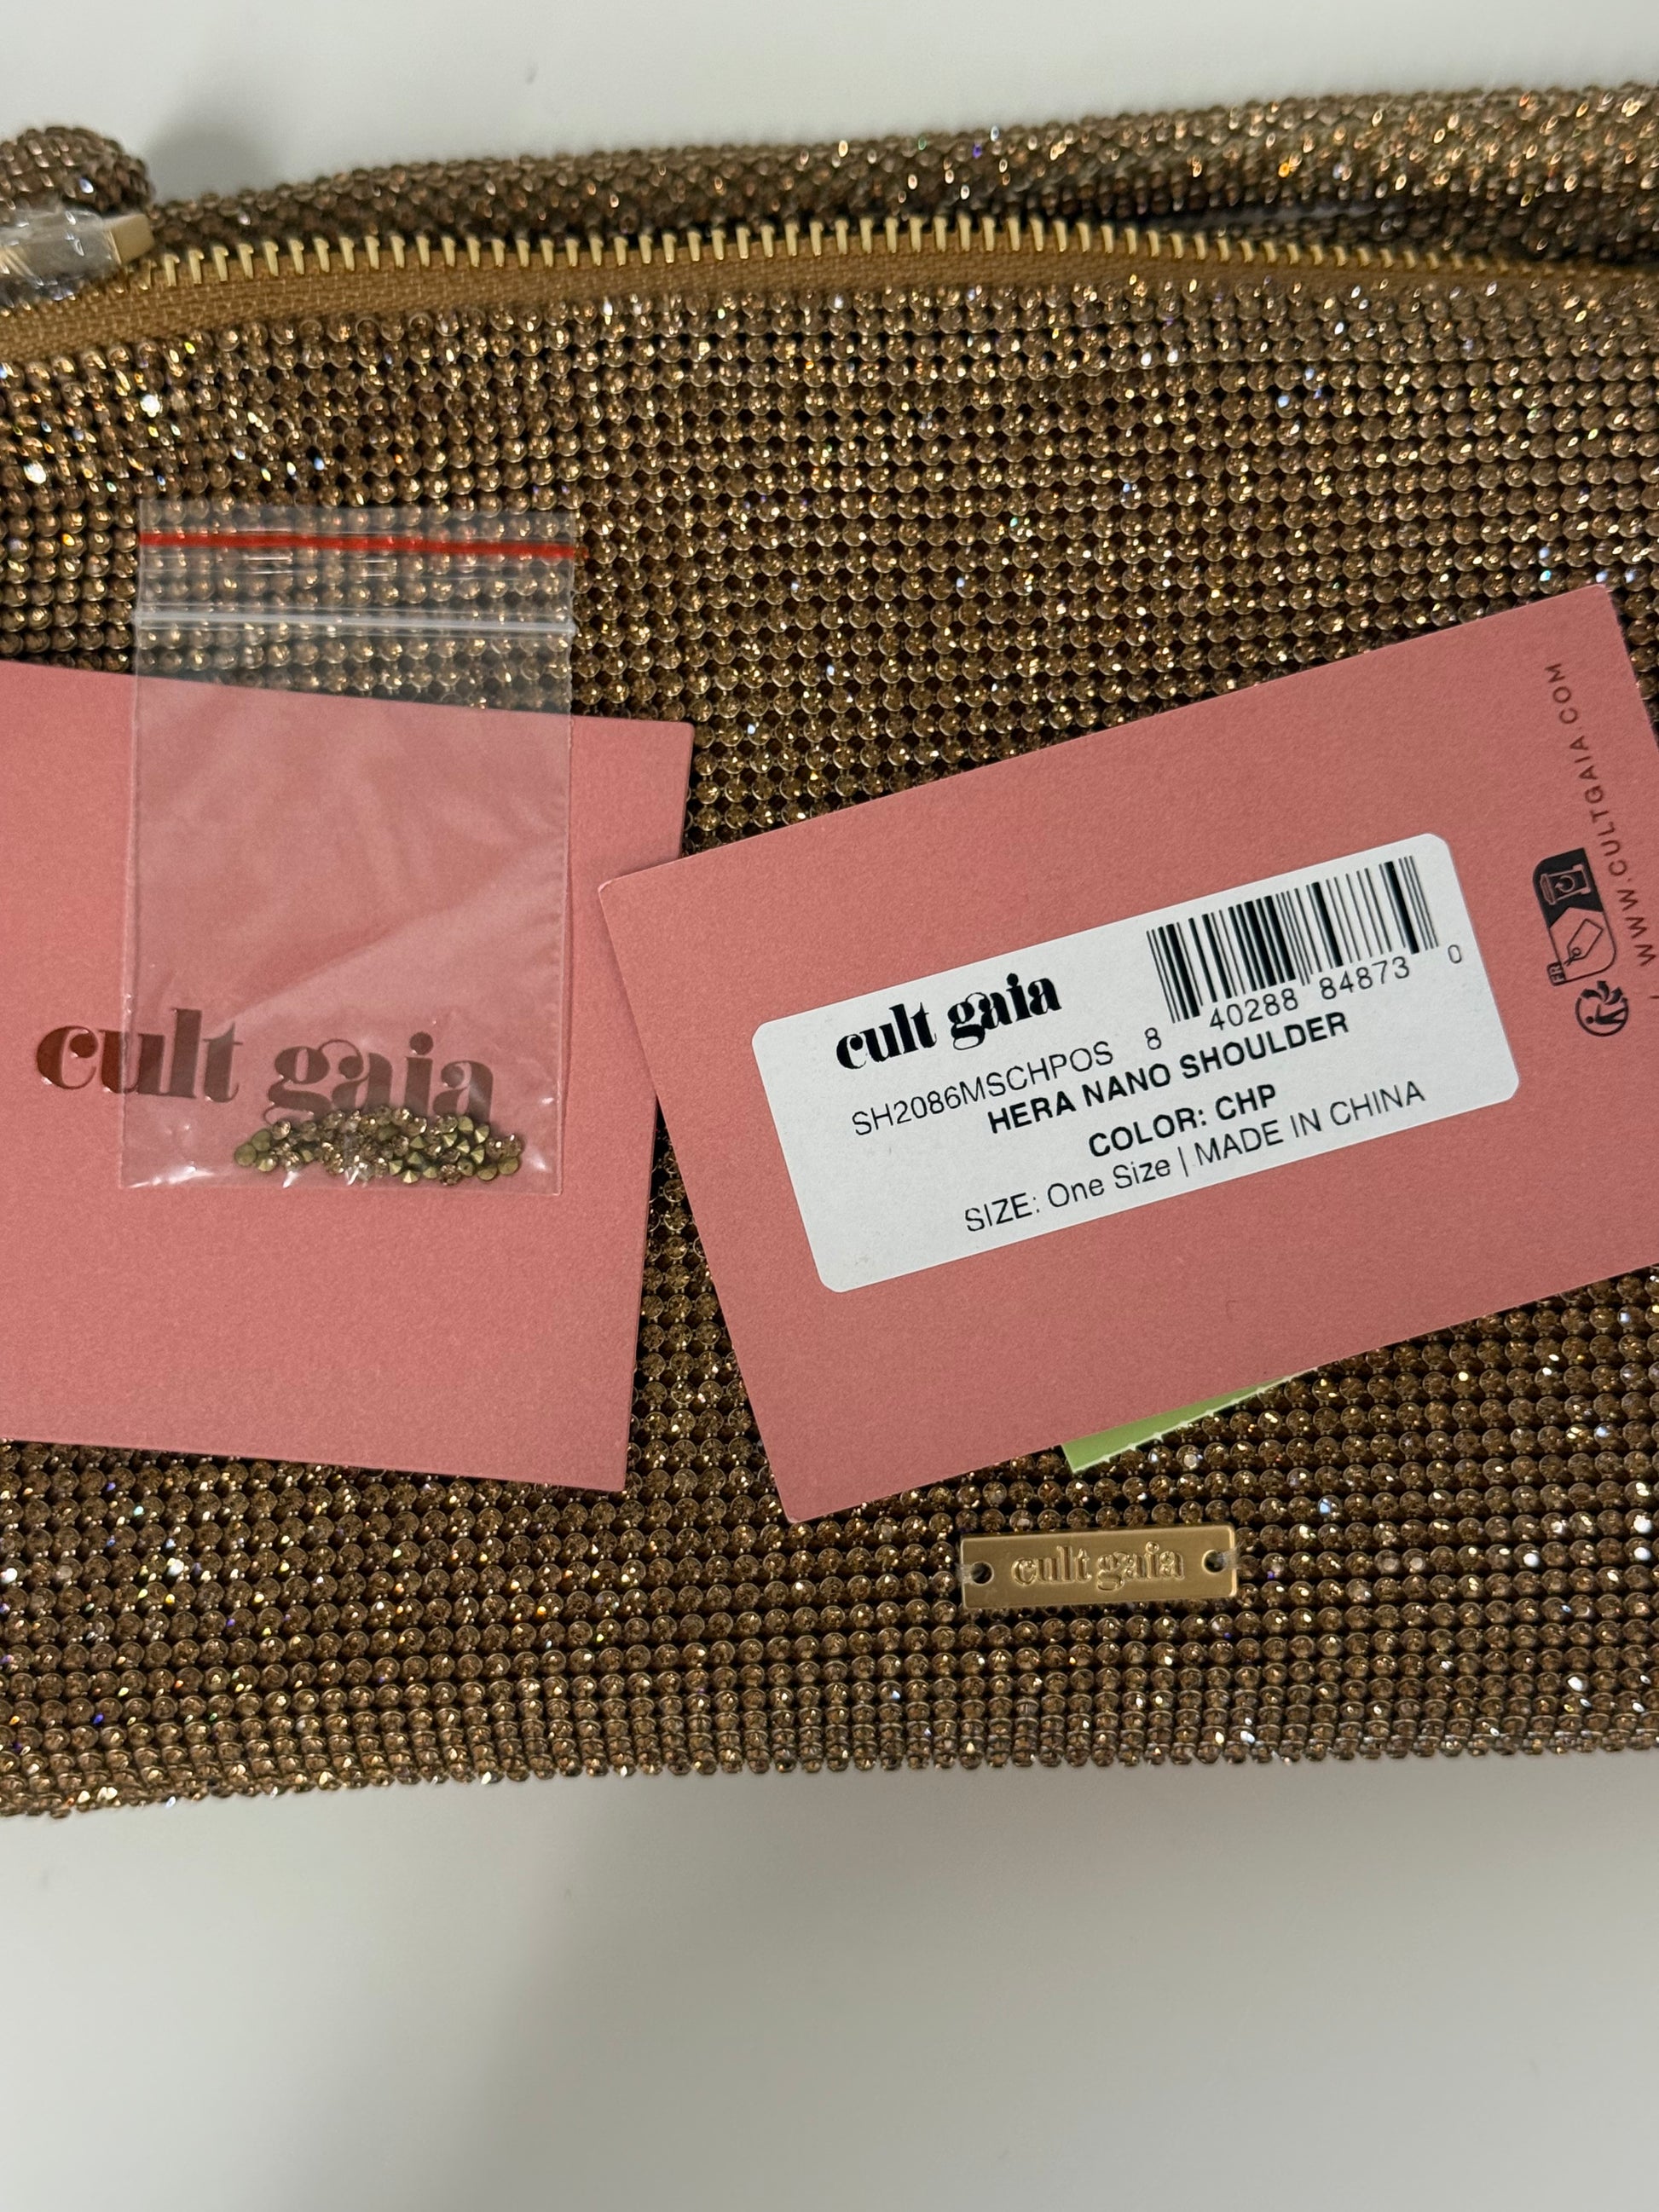 cult gaia
cult gaia
8 40288 84873 0
SH2086MSCHPOS
HERA NANO SHOULDER
COLOR: CHP
SIZE: One Size | MADE IN CHINA
FR
WWW.CULTGAIA.COM
cult gaia